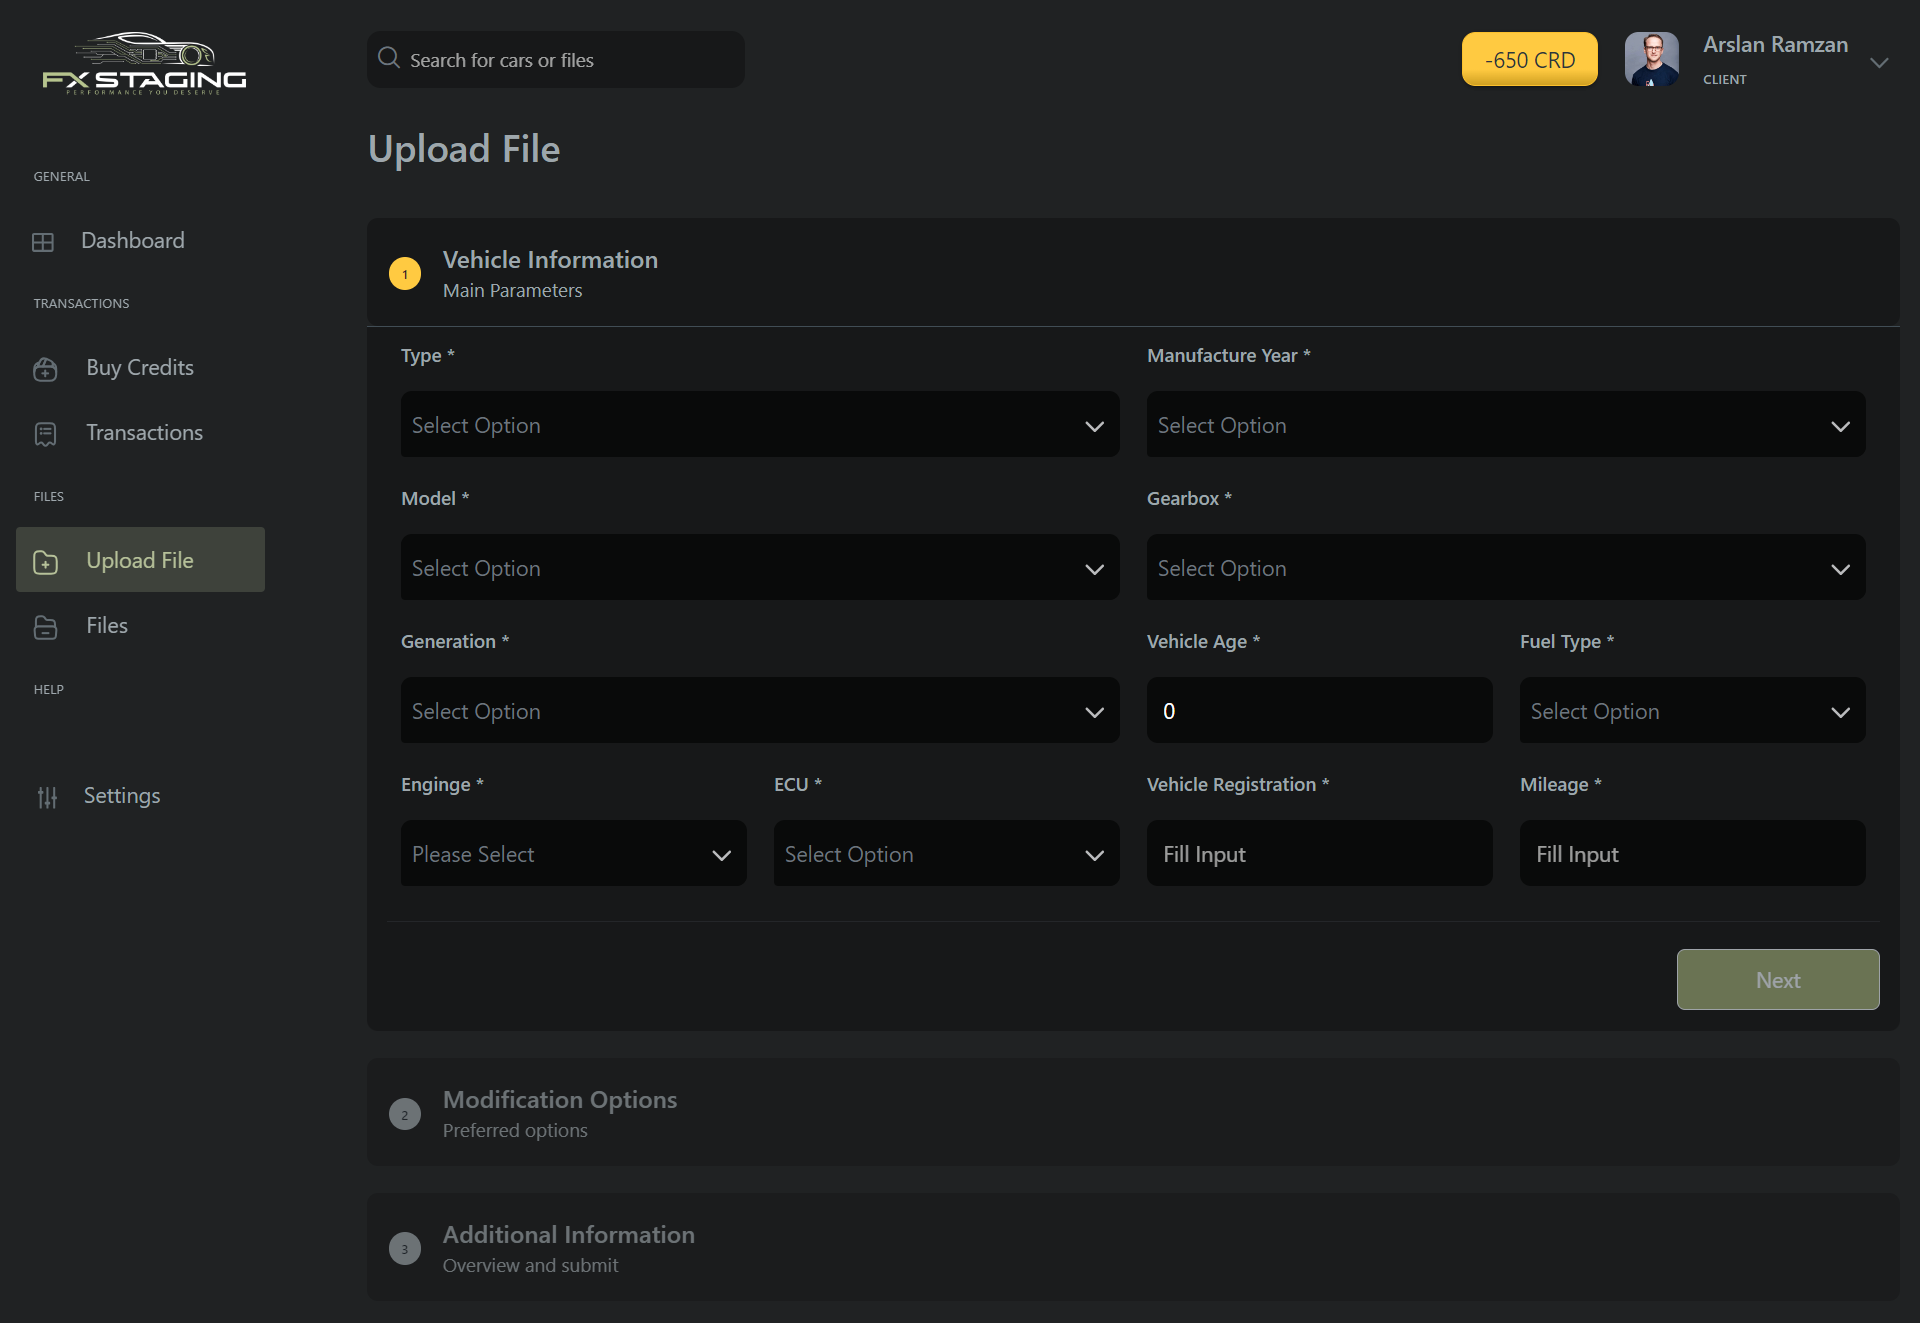 FX STAGING
PERFORMANCE YOU DESERVE
Search for cars or files
-650 CRD
Arslan Ramzan
CLIENT
GENERAL
Dashboard
TRANSACTIONS
Buy Credits
Transactions
FILES
Upload File
Files
HELP
Settings
Upload File
1
Vehicle Information
Main Parameters
Type *
Manufacture Year *
Select Option
Select Option
Model *
Gearbox *
Select Option
Select Option
Generation *
Vehicle Age *
Fuel Type *
Select Option
0
Select Option
Enginge *
ECU *
Vehicle Registration *
Mileage *
Please Select
Select Option
Fill Input
Fill Input
Next
2
Modification Options
Preferred options
3
Additional Information
Overview and submit